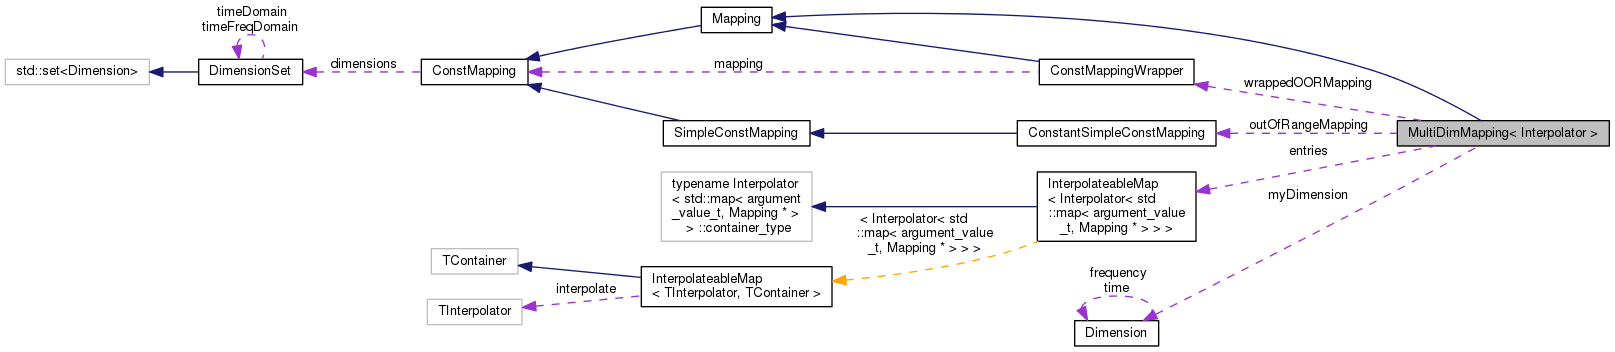 timeDomain
timeFreqDomain
std::set<Dimension>
DimensionSet
dimensions
ConstMapping
Mapping
mapping
ConstMappingWrapper
wrappedOORMapping
SimpleConstMapping
ConstantSimpleConstMapping
outOfRangeMapping
MultiDimMapping< Interpolator >
entries
myDimension
typename Interpolator
< std::map< argument
_value_t, Mapping * >
> ::container_type
InterpolateableMap
< Interpolator< std
::map< argument_value
_t, Mapping * > > >
< Interpolator< std
::map< argument_value
_t, Mapping * > > >
TContainer
interpolate
TInterpolator
InterpolateableMap
< TInterpolator, TContainer >
frequency
time
Dimension